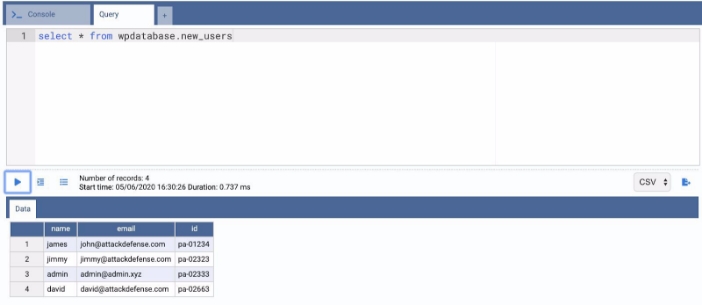 >_ Console Query +
1 select * from wpdatabase.new_users
Number of records: 4
Start time: 05/06/2020 16:30:26 Duration: 0.737 ms
CSV
Data
name email id
1 james john@attackdefense.com pa-01234
2 jimmy jimmy@attackdefense.com pa-02323
3 admin admin@admin.xyz pa-02333
4 david david@attackdefense.com pa-02663